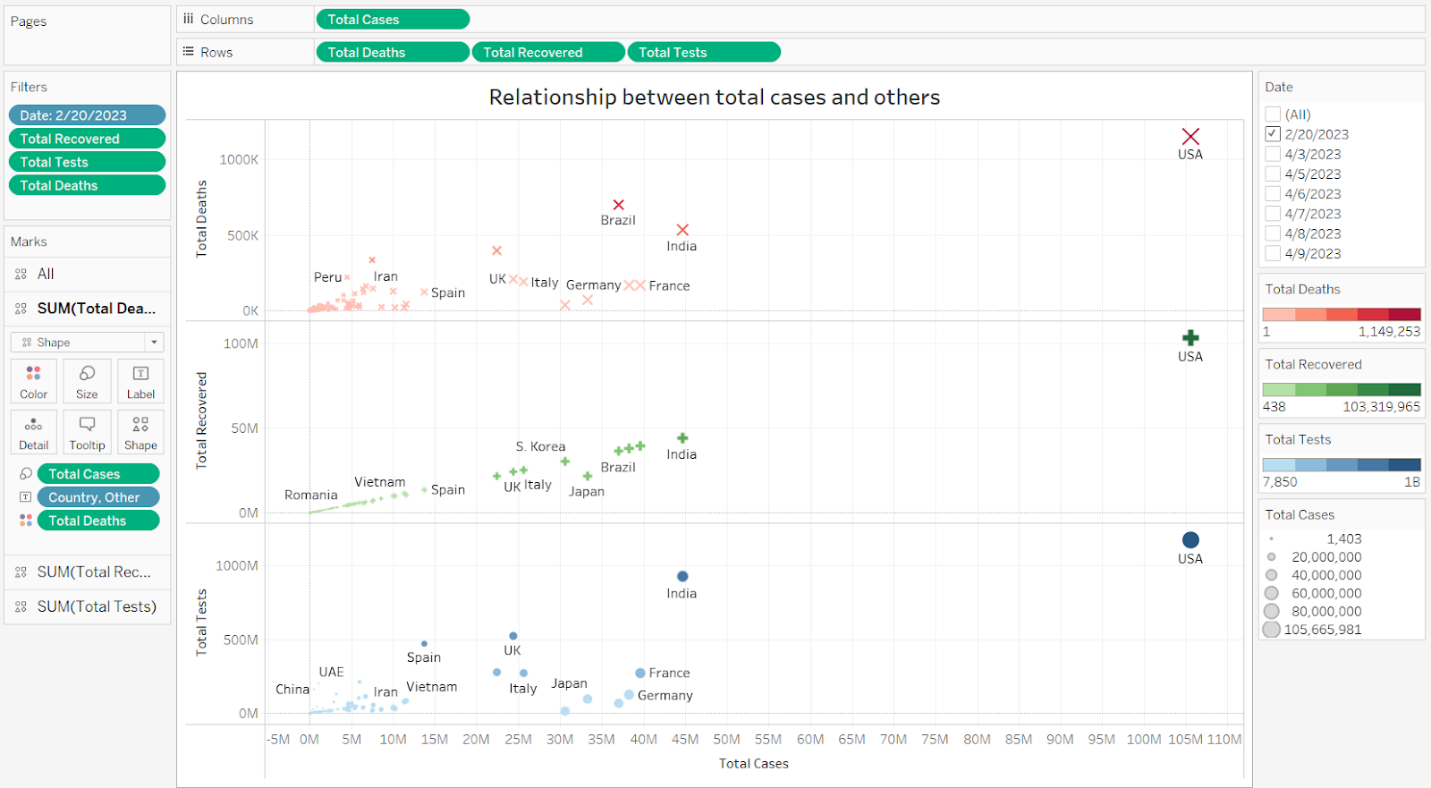 Pages
Columns
Total Cases
Rows
Total Deaths Total Recovered Total Tests
Filters
Date: 2/20/2023
Total Recovered
Total Tests
Total Deaths
Marks
All
SUM(Total Dea...
Shape
Color Size Label
Detail Tooltip Shape
Total Cases
Country, Other
Total Deaths
SUM(Total Rec...
SUM(Total Tests)
Relationship between total cases and others
Total Deaths
1000K
500K
0K
USA
Brazil
India
Peru
Iran
Spain
UK
Italy
Germany
France
Total Recovered
100M
50M
0M
USA
S. Korea
Brazil
India
Romania
Vietnam
Spain
UK
Italy
Japan
Total Tests
1000M
500M
0M
USA
India
Spain
UK
UAE
China
Iran
Vietnam
Italy
Japan
France
Germany
-5M 0M 5M 10M 15M 20M 25M 30M 35M 40M 45M 50M 55M 60M 65M 70M 75M 80M 85M 90M 95M 100M 105M 110M
Total Cases
Date
(All)
2/20/2023
4/3/2023
4/5/2023
4/6/2023
4/7/2023
4/8/2023
4/9/2023
Total Deaths
1 1,149,253
Total Recovered
438 103,319,965
Total Tests
7,850 1B
Total Cases
1,403
20,000,000
40,000,000
60,000,000
80,000,000
105,665,981